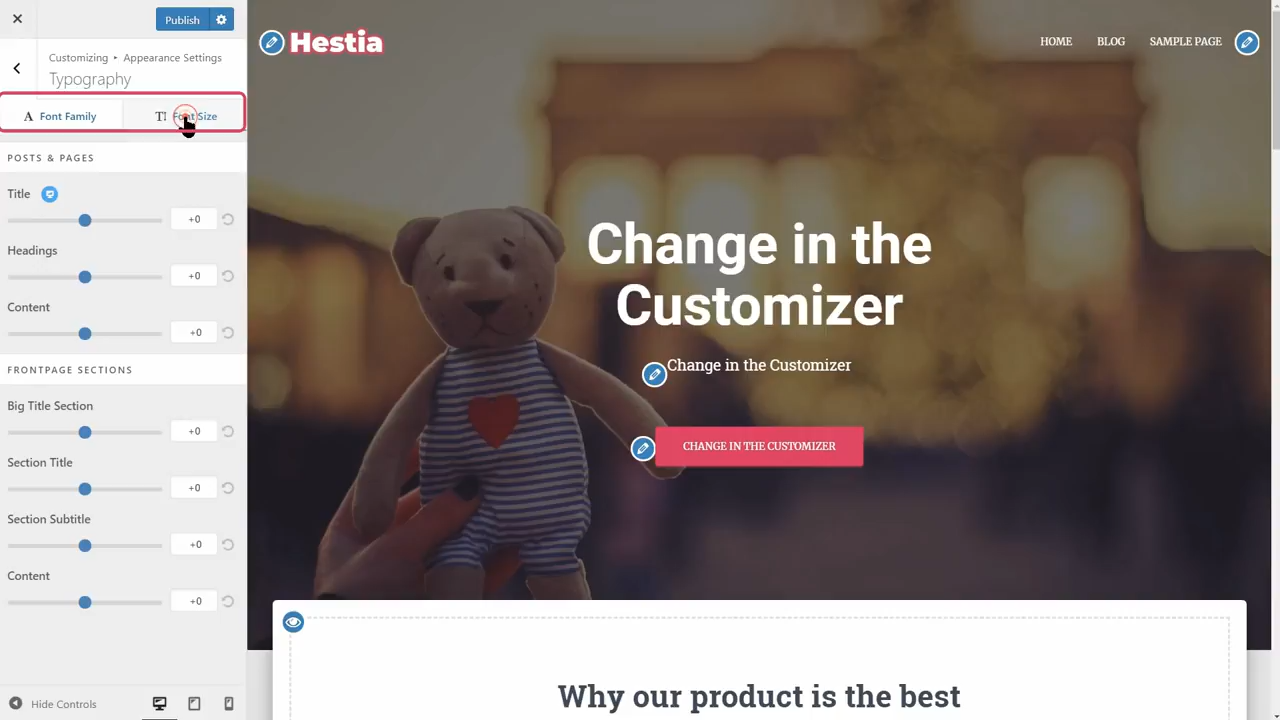 Publish
Customizing ▸ Appearance Settings
Typography
Font Family
Font Size
POSTS & PAGES
Title
+0
Headings
+0
Content
+0
FRONTPAGE SECTIONS
Big Title Section
+0
Section Title
+0
Section Subtitle
+0
Content
+0
Hide Controls
Hestia
HOME BLOG SAMPLE PAGE
Change in the
Customizer
Change in the Customizer
CHANGE IN THE CUSTOMIZER
Why our product is the best